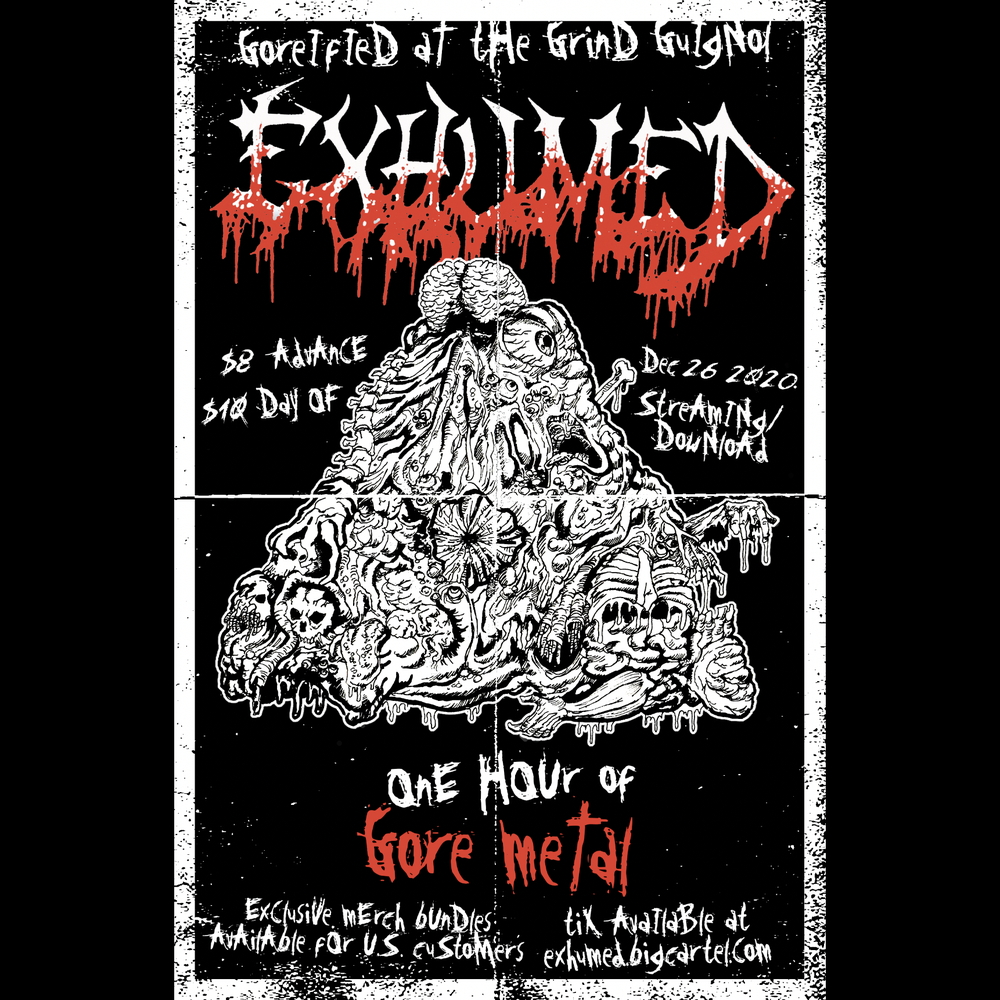 Goreified at the Grind Guignol
EXHUMED
$8 Advance
$10 Day Of
Dec 26 2020
Streaming/
Download
One Hour of
Gore Metal
Exclusive merch bundles
Available for U.S. customers
tix Available at
exhumed.bigcartel.com